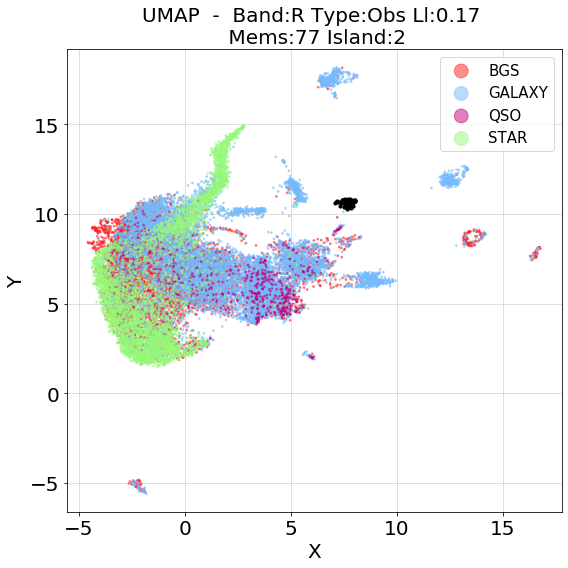 UMAP - Band:R Type:Obs Ll:0.17
Mems:77 Island:2
BGS
GALAXY
QSO
STAR
15
10
5
0
−5
Y
−5 0 5 10 15
X